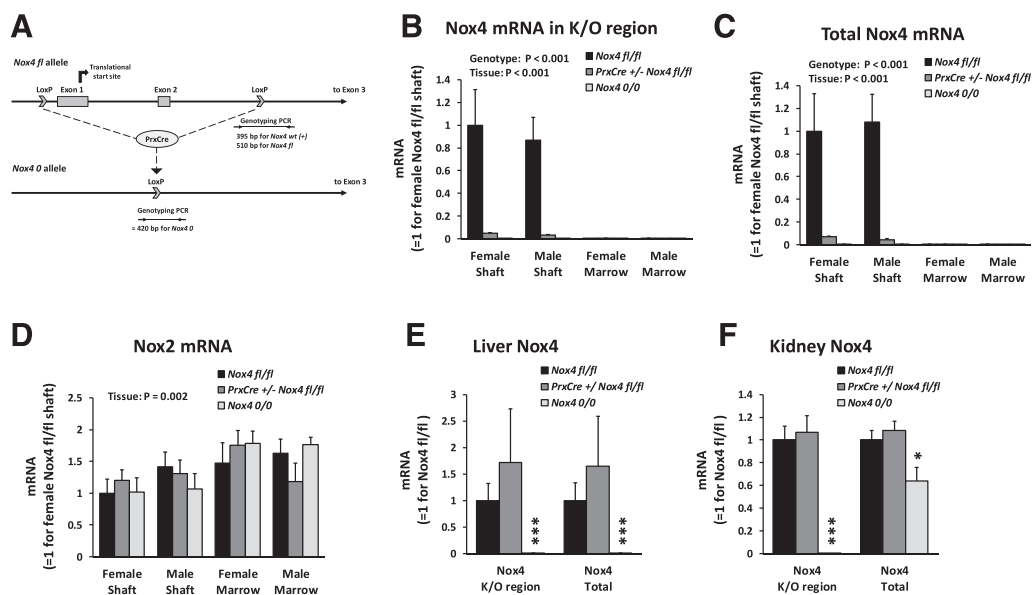 A
Nox4 fl allele
Translational
start site
LoxP
Exon 1
Exon 2
LoxP
to Exon 3
Genotyping PCR
395 bp for Nox4 wt (+)
510 bp for Nox4 fl
PrxCre
Nox4 0 allele
LoxP
to Exon 3
Genotyping PCR
≈ 420 bp for Nox4 0
B
Nox4 mRNA in K/O region
Genotype: P < 0.001
Tissue: P < 0.001
Nox4 fl/fl
PrxCre +/- Nox4 fl/fl
Nox4 0/0
mRNA
(=1 for female Nox4 fl/fl shaft)
1.4
1.2
1
0.8
0.6
0.4
0.2
0
Female
Shaft
Male
Shaft
Female
Marrow
Male
Marrow
C
Total Nox4 mRNA
Genotype: P < 0.001
Tissue: P < 0.001
Nox4 fl/fl
PrxCre +/- Nox4 fl/fl
Nox4 0/0
mRNA
(=1 for female Nox4 fl/fl shaft)
1.4
1.2
1
0.8
0.6
0.4
0.2
0
Female
Shaft
Male
Shaft
Female
Marrow
Male
Marrow
D
Nox2 mRNA
Tissue: P = 0.002
Nox4 fl/fl
PrxCre +/- Nox4 fl/fl
Nox4 0/0
mRNA
(=1 for female Nox4 fl/fl shaft)
2.5
2
1.5
1
0.5
0
Female
Shaft
Male
Shaft
Female
Marrow
Male
Marrow
E
Liver Nox4
Nox4 fl/fl
PrxCre +/ Nox4 fl/fl
Nox4 0/0
mRNA
(=1 for Nox4 fl/fl )
3
2.5
2
1.5
1
0.5
0
***
***
Nox4
K/O region
Nox4
Total
F
Kidney Nox4
Nox4 fl/fl
PrxCre +/ Nox4 fl/fl
Nox4 0/0
mRNA
(=1 for Nox4 fl/fl )
1.4
1.2
1
0.8
0.6
0.4
0.2
0
***
*
Nox4
K/O region
Nox4
Total